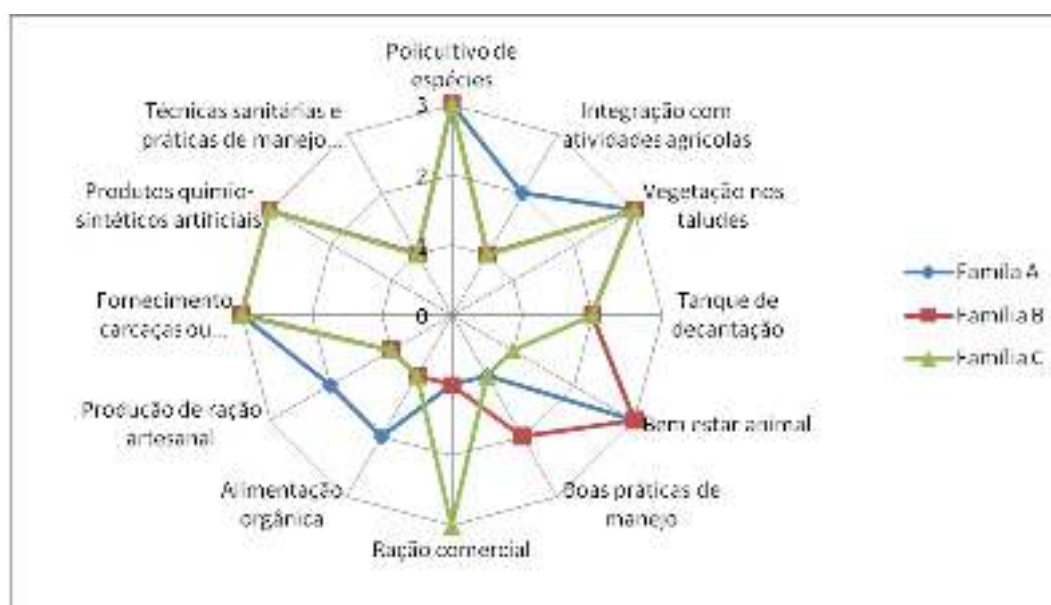 Policultivo de
espécies
Integração com
atividades agrícolas
Vegetação nos
taludes
Tanque de
decantação
Bem estar animal
Boas práticas de
manejo
Ração comercial
Alimentação
orgânica
Produção de ração
artesanal
Fornecimento
carcaças ou...
Produtos químio-
sintéticos artificiais
Técnicas sanitárias e
práticas de manejo...
3
2
1
0
Famíla A
Família B
Família C